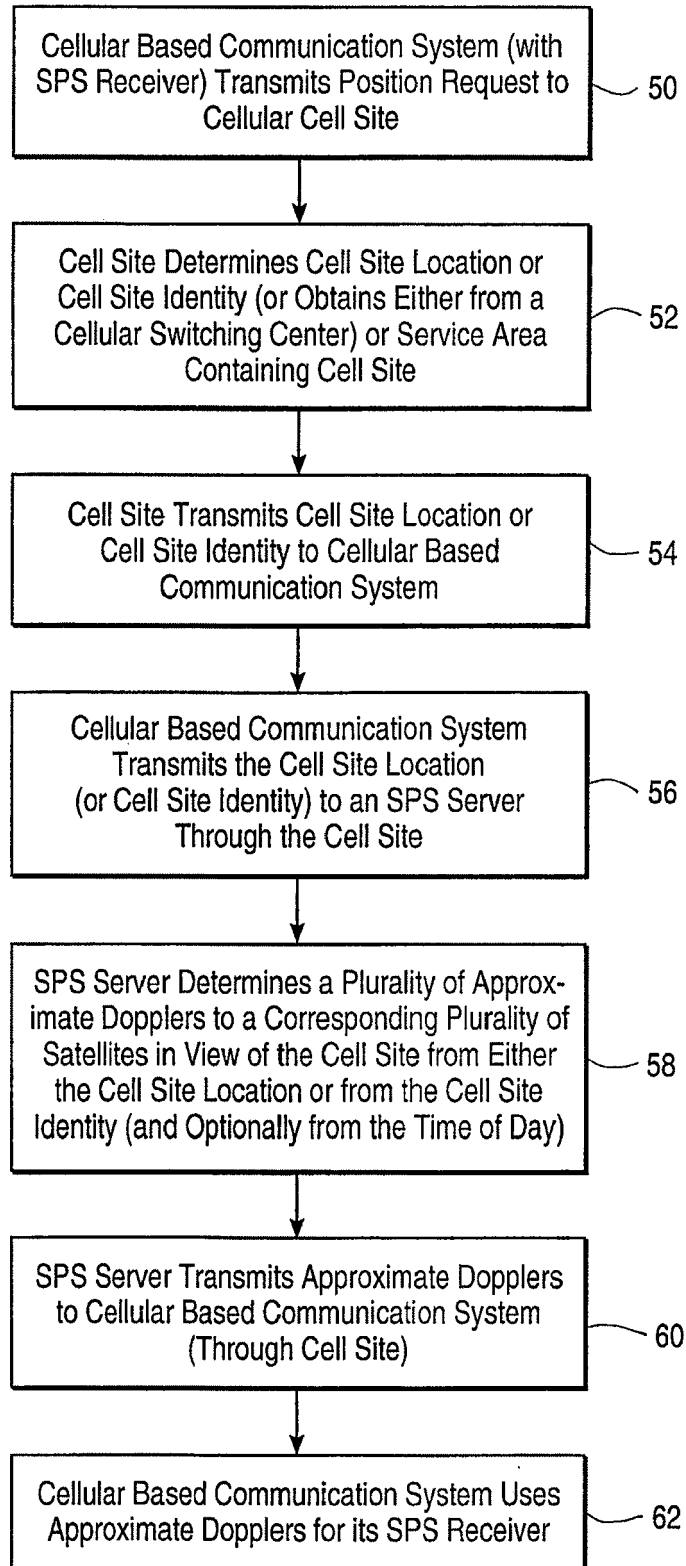 Cellular Based Communication System (with
SPS Receiver) Transmits Position Request to
Cellular Cell Site
50
Cell Site Determines Cell Site Location or
Cell Site Identity (or Obtains Either from a
Cellular Switching Center) or Service Area
Containing Cell Site
52
Cell Site Transmits Cell Site Location or
Cell Site Identity to Cellular Based
Communication System
54
Cellular Based Communication System
Transmits the Cell Site Location
(or Cell Site Identity) to an SPS Server
Through the Cell Site
56
SPS Server Determines a Plurality of Approx-
imate Dopplers to a Corresponding Plurality of
Satellites in View of the Cell Site from Either
the Cell Site Location or from the Cell Site
Identity (and Optionally from the Time of Day)
58
SPS Server Transmits Approximate Dopplers
to Cellular Based Communication System
(Through Cell Site)
60
Cellular Based Communication System Uses
Approximate Dopplers for its SPS Receiver
62